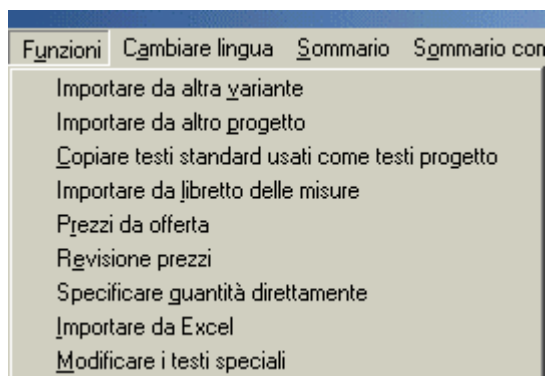 Funzioni Cambiare lingua Sommario Sommario con
Importare da altra variante
Importare da altro progetto
Copiare testi standard usati come testi progetto
Importare da libretto delle misure
Prezzi da offerta
Revisione prezzi
Specificare guantità direttamente
Importare da Excel
Modificare i testi speciali